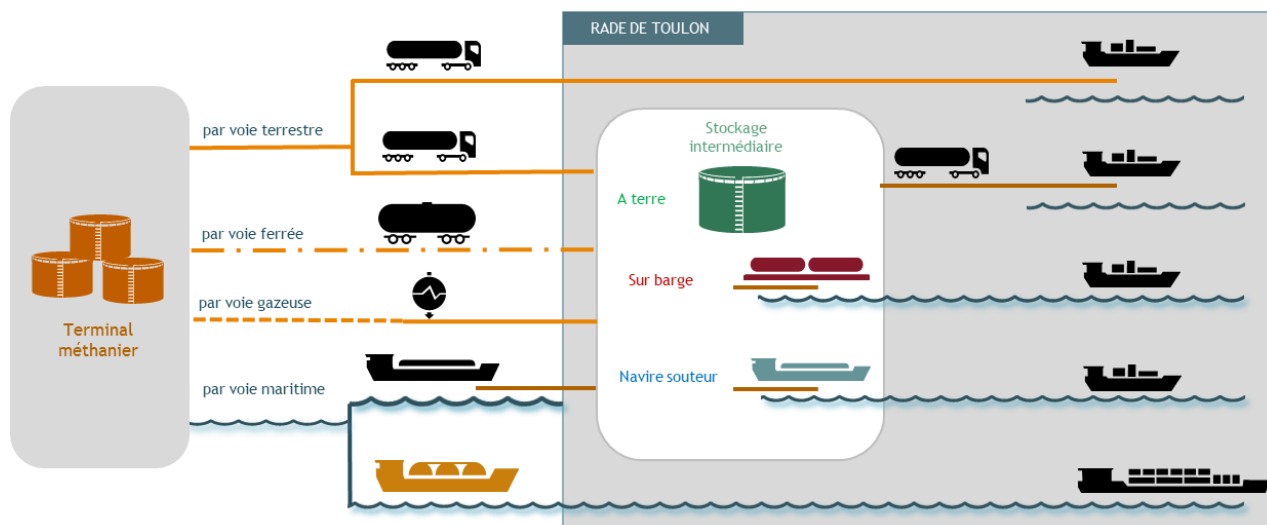 RADE DE TOULON
par voie terrestre
Stockage
intermédiaire
A terre
par voie ferrée
Sur barge
par voie gazeuse
Terminal
méthanier
Navire souteur
par voie maritime